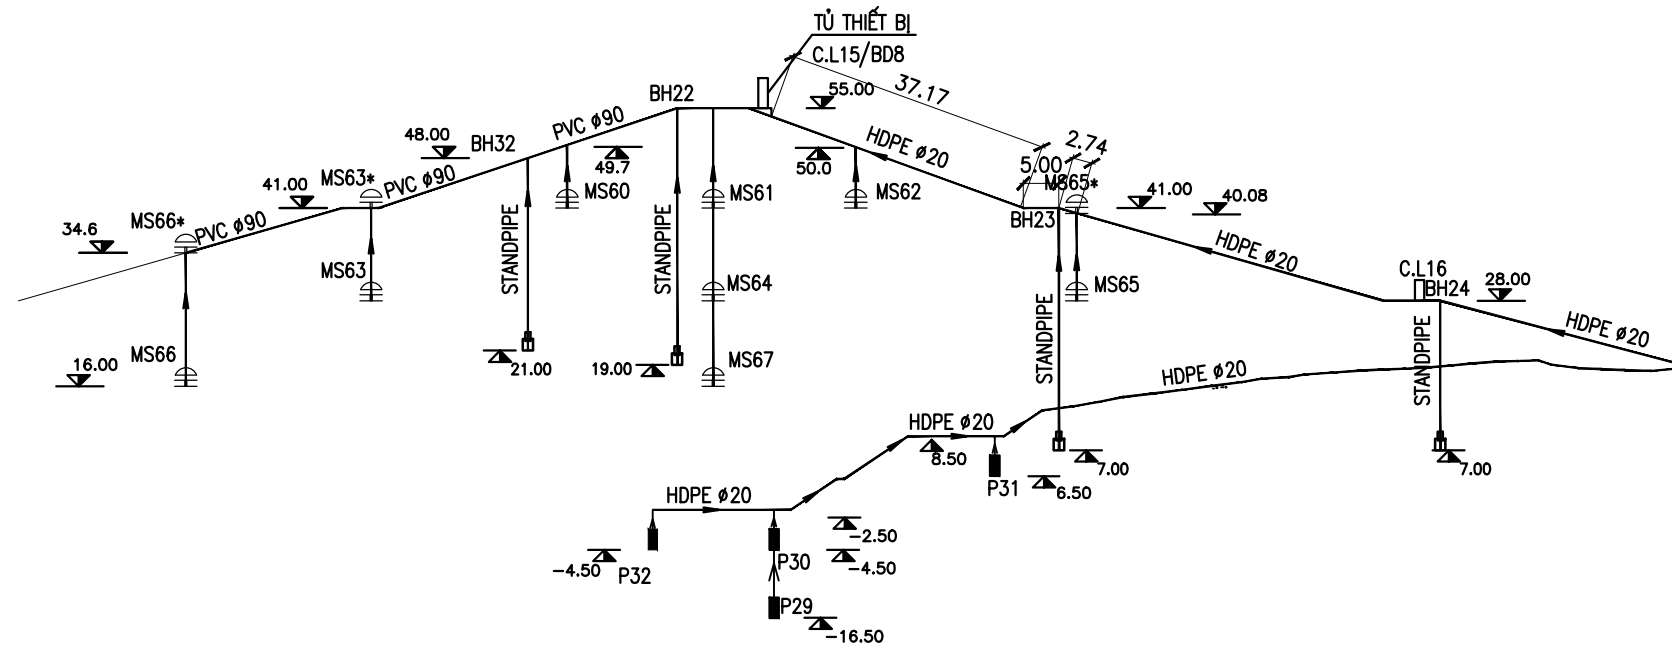 TỦ THIẾT BỊ
C.L15/BD8
37.17
55.00
BH22
PVC ø90
48.00
BH32
49.7
50.0
HDPE ø20
2.74
5.00
MS65*
41.00
MS63*
PVC ø90
MS60
MS61
MS62
41.00
40.08
BH23
34.6
MS66*
PVC ø90
STANDPIPE
STANDPIPE
HDPE ø20
MS63
MS64
MS65
C.L16
BH24
28.00
STANDPIPE
STANDPIPE
HDPE ø20
16.00
MS66
21.00
19.00
MS67
HDPE ø20
HDPE ø20
8.50
7.00
7.00
P31
6.50
HDPE ø20
-2.50
-4.50
P32
P30
-4.50
P29
-16.50